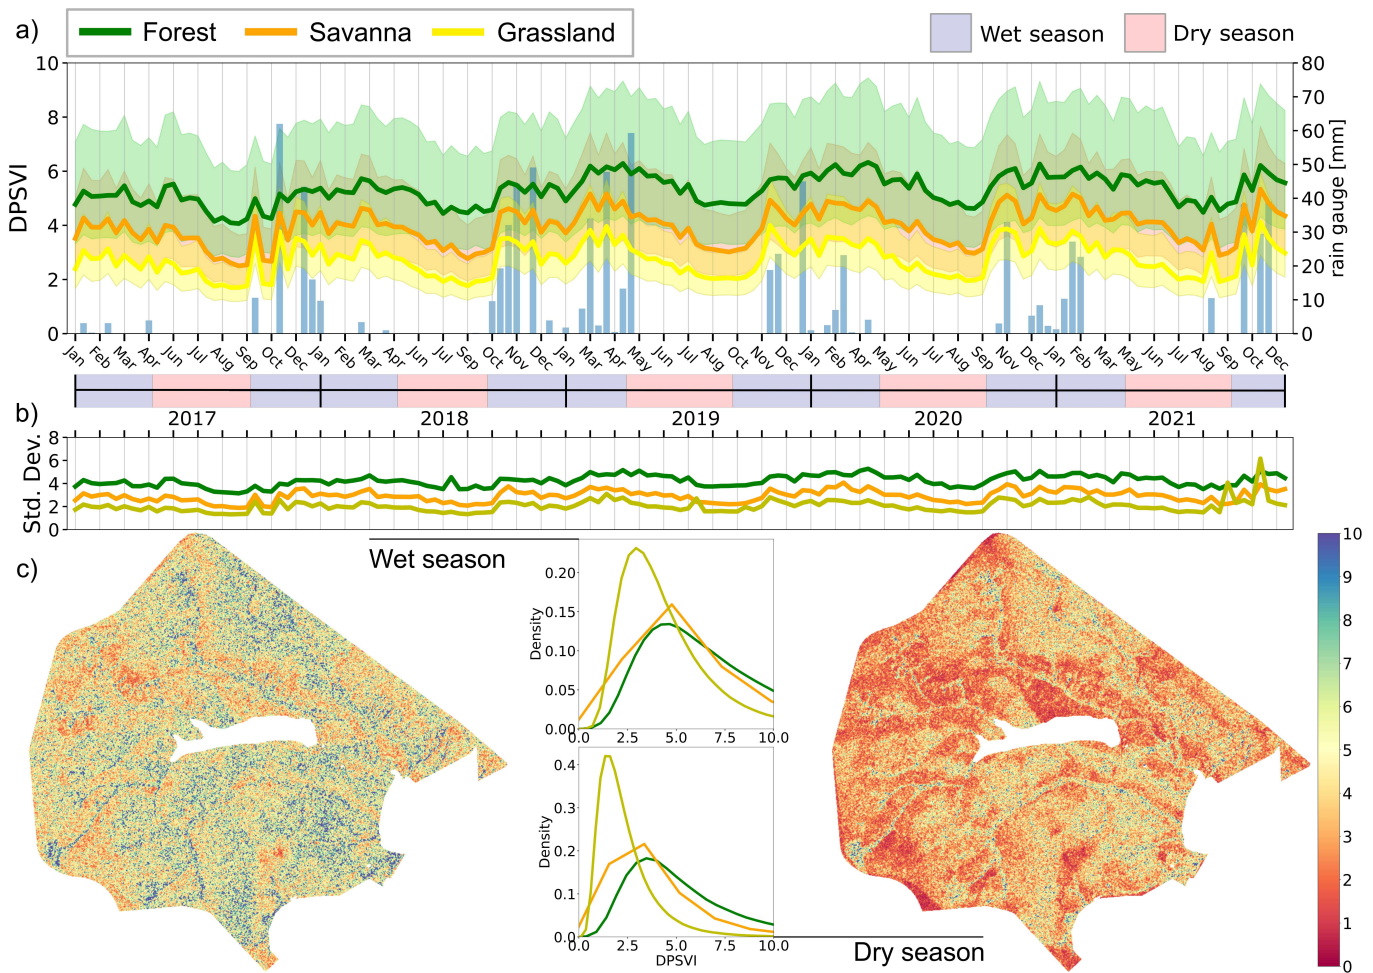 a)
Forest
Savanna
Grassland
Wet season
Dry season
DPSVI
10
8
6
4
2
0
80
70
60
50
40
30
20
10
0
rain gauge [mm]
Jan Feb Mar Apr Jun Jul Aug Sep Oct Dec Jan Feb Mar Apr Jun Jul Aug Sep Oct Nov Dec Jan Mar Apr May Jun Jul Aug Oct Nov Dec Jan Feb Apr May Jun Jul Aug Sep Nov Dec Jan Feb Mar Apr Jun Jul Aug Oct Dec
2017 2018 2019 2020 2021
b)
Std. Dev.
8
6
4
2
0
c)
Wet season
Density
0.20
0.15
0.10
0.05
0.00
0.0 2.5 5.0 7.5 10.0
Density
0.4
0.3
0.2
0.1
0.0
0.0 2.5 5.0 7.5 10.0
DPSVI
Dry season
10
9
8
7
6
5
4
3
2
1
0